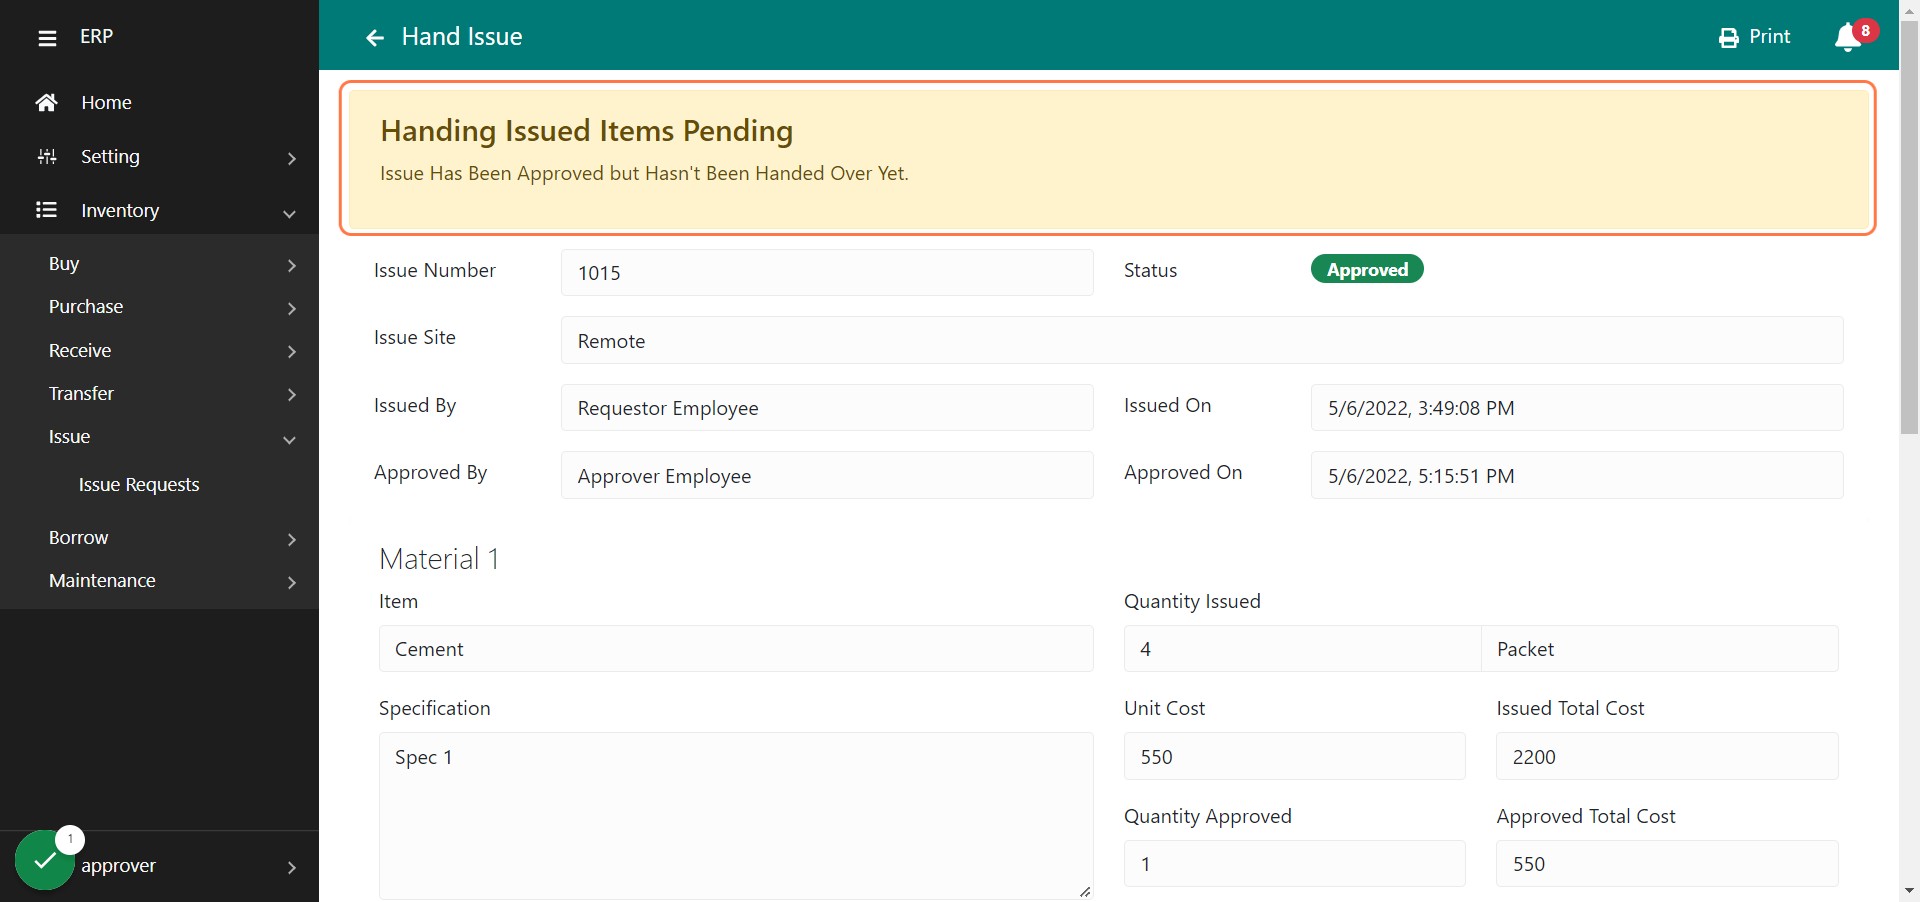 ERP
Hand Issue
Print
8
Home
Setting
Inventory
Buy
Purchase
Receive
Transfer
Issue
Issue Requests
Borrow
Maintenance
1
approver
Handing Issued Items Pending
Issue Has Been Approved but Hasn't Been Handed Over Yet.
Issue Number 1015 Status Approved
Issue Site Remote
Issued By Requestor Employee Issued On 5/6/2022, 3:49:08 PM
Approved By Approver Employee Approved On 5/6/2022, 5:15:51 PM
Material 1
Item
Cement
Specification
Spec 1
Quantity Issued
4 Packet
Unit Cost Issued Total Cost
550 2200
Quantity Approved Approved Total Cost
1 550